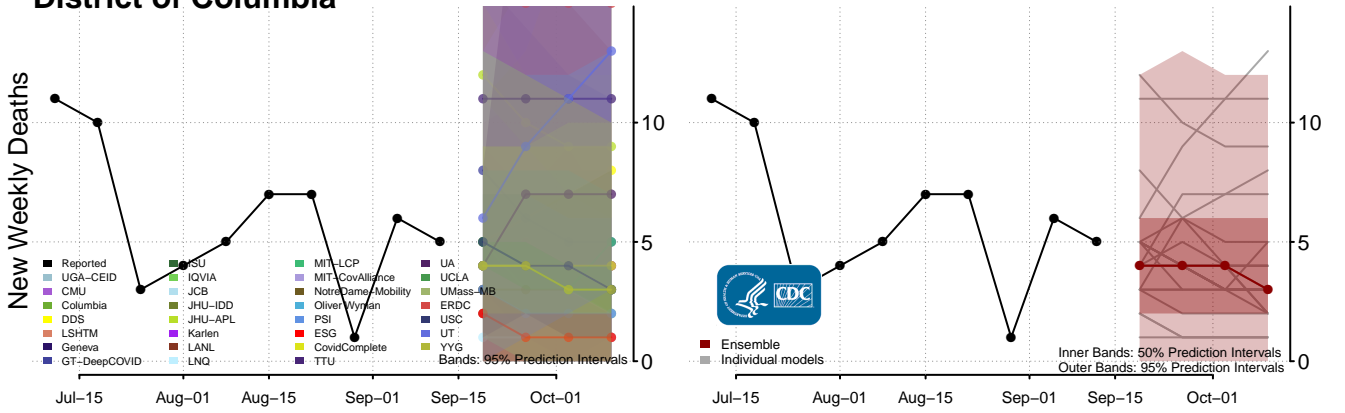 District of Columbia
New Weekly Deaths
10
5
0
Reported
UGA−CEID
CMU
Columbia
DDS
LSHTM
Geneva
GT−DeepCOVID
ISU
IQVIA
JCB
JHU−IDD
JHU−APL
Karlen
LANL
LNQ
MIT−LCP
MIT−CovAlliance
NotreDame−Mobility
Oliver Wyman
PSI
ESG
CovidComplete
TTU
UA
UCLA
UMass−MB
ERDC
USC
UT
YYG
Bands: 95% Prediction Intervals
Jul−15
Aug−01
Aug−15
Sep−01
Sep−15
Oct−01
10
5
0
CDC
Ensemble
Individual models
Inner Bands: 50% Prediction Intervals
Outer Bands: 95% Prediction Intervals
Jul−15
Aug−01
Aug−15
Sep−01
Sep−15
Oct−01